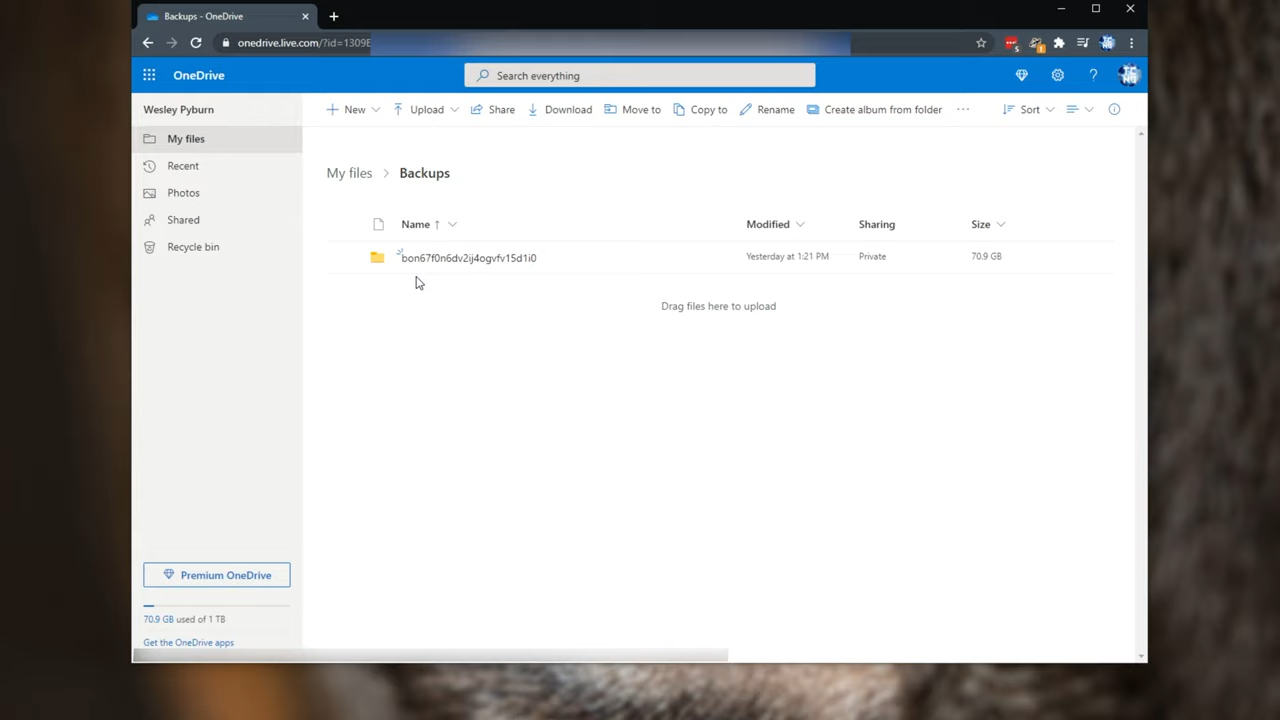 Backups - OneDrive
onedrive.live.com/?id=1309E
OneDrive
Search everything
Wesley Pyburn
New
Upload
Share
Download
Move to
Copy to
Rename
Create album from folder
Sort
My files
Recent
Photos
Shared
Recycle bin
My files > Backups
Name ↑
Modified
Sharing
Size
bon67f0n6dv2ij4ogvfv15d1i0
Yesterday at 1:21 PM
Private
70.9 GB
Drag files here to upload
Premium OneDrive
70.9 GB used of 1 TB
Get the OneDrive apps